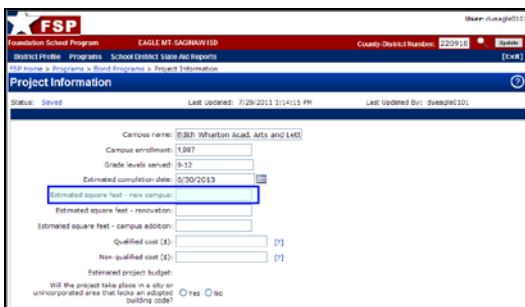 FSP
User: dueagle0101
Foundation School Program EAGLE MT-SAGINAW ISD County-District Number: 220918 Update
District Profile Programs School District State Aid Reports [Exit]
FSP Home > Programs > Bond Programs > Project Information
Project Information
Status: Saved Last Updated: 7/29/2011 1:14:15 PM Last Updated By: dueagle0101
Campus name: Edith Wharton Acad. Arts and Lett
Campus enrollment: 1,987
Grade levels served: 9-12
Estimated completion date: 6/30/2013
Estimated square feet - new campus:
Estimated square feet - renovation:
Estimated square feet - campus addition:
Qualified cost ($): [?]
Non-qualified cost ($): [?]
Estimated project budget:
Will the project take place in a city or
unincorporated area that lacks an adopted Yes No
building code?